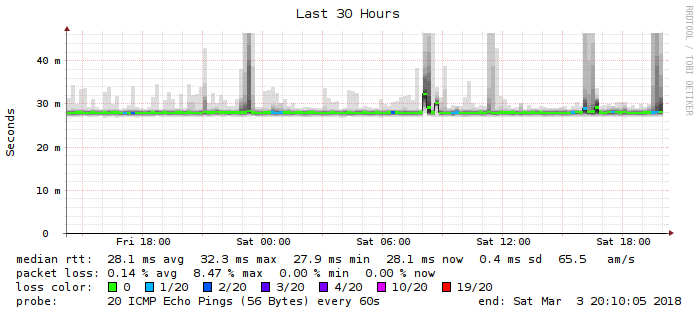 Last 30 Hours
RRDTOOL / TOBI OETIKER
Seconds
40 m
30 m
20 m
10 m
0
Fri 18:00 Sat 00:00 Sat 06:00 Sat 12:00 Sat 18:00
median rtt: 28.1 ms avg 32.3 ms max 27.9 ms min 28.1 ms now 0.4 ms sd 65.5 am/s
packet loss: 0.14 % avg 8.47 % max 0.00 % min 0.00 % now
loss color: 0 1/20 2/20 3/20 4/20 10/20 19/20
probe: 20 ICMP Echo Pings (56 Bytes) every 60s end: Sat Mar 3 20:10:05 2018